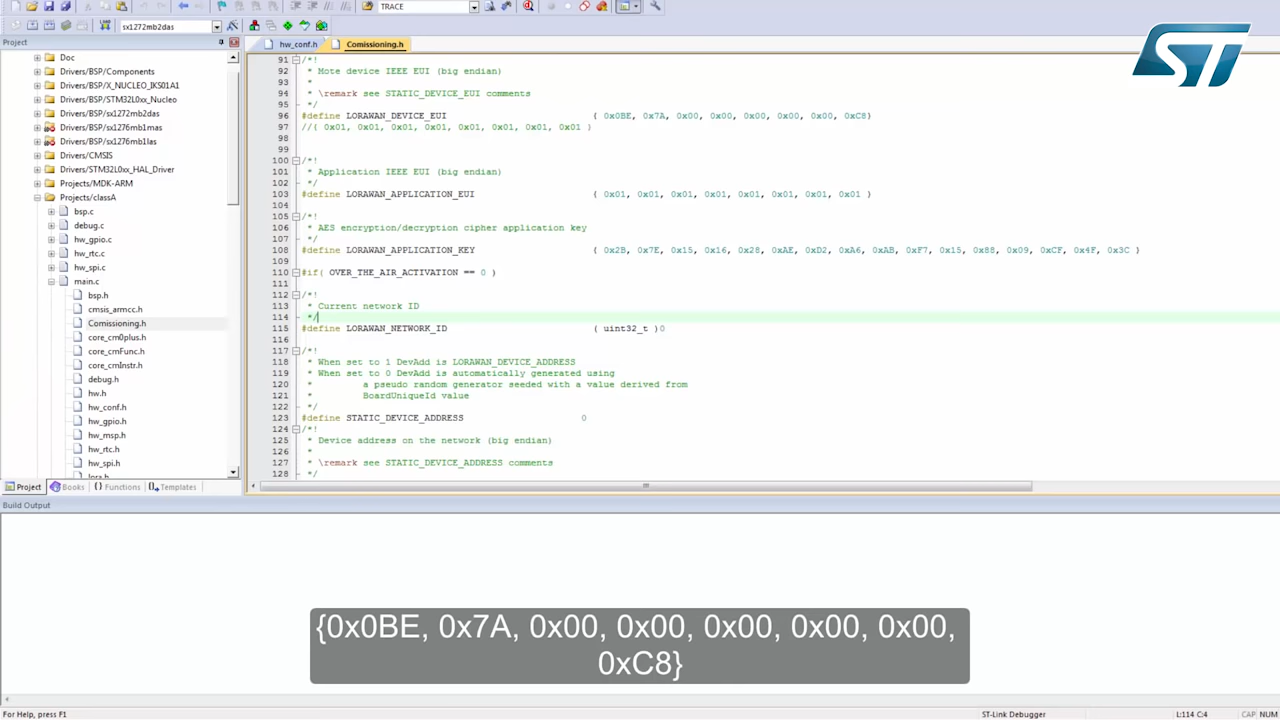 TRACE
sx1272mb2das
Project
hw_conf.h
Comissioning.h
ST
Doc
Drivers/BSP/Components
Drivers/BSP/X_NUCLEO_IKS01A1
Drivers/BSP/STM32L0xx_Nucleo
Drivers/BSP/sx1272mb2das
Drivers/BSP/sx1276mb1mas
Drivers/BSP/sx1276mb1las
Drivers/CMSIS
Drivers/STM32L0xx_HAL_Driver
Projects/MDK-ARM
Projects/classA
bsp.c
debug.c
hw_gpio.c
hw_rtc.c
hw_spi.c
main.c
bsp.h
cmsis_armcc.h
Comissioning.h
core_cm0plus.h
core_cmFunc.h
core_cmInstr.h
debug.h
hw.h
hw_conf.h
hw_gpio.h
hw_msp.h
hw_rtc.h
hw_spi.h
lora.h
Project Books {} Functions Templates
91 /*!
92 * Mote device IEEE EUI (big endian)
93 *
94 * \remark see STATIC_DEVICE_EUI comments
95 */
96 #define LORAWAN_DEVICE_EUI { 0x0BE, 0x7A, 0x00, 0x00, 0x00, 0x00, 0x00, 0xC8}
97 //{ 0x01, 0x01, 0x01, 0x01, 0x01, 0x01, 0x01, 0x01 }
98
99
100 /*!
101 * Application IEEE EUI (big endian)
102 */
103 #define LORAWAN_APPLICATION_EUI { 0x01, 0x01, 0x01, 0x01, 0x01, 0x01, 0x01, 0x01 }
104
105 /*!
106 * AES encryption/decryption cipher application key
107 */
108 #define LORAWAN_APPLICATION_KEY { 0x2B, 0x7E, 0x15, 0x16, 0x28, 0xAE, 0xD2, 0xA6, 0xAB, 0xF7, 0x15, 0x88, 0x09, 0xCF, 0x4F, 0x3C }
109
110 #if( OVER_THE_AIR_ACTIVATION == 0 )
111
112 /*!
113 * Current network ID
114 */
115 #define LORAWAN_NETWORK_ID ( uint32_t )0
116
117 /*!
118 * When set to 1 DevAdd is LORAWAN_DEVICE_ADDRESS
119 * When set to 0 DevAdd is automatically generated using
120 * a pseudo random generator seeded with a value derived from
121 * BoardUniqueId value
122 */
123 #define STATIC_DEVICE_ADDRESS 0
124 /*!
125 * Device address on the network (big endian)
126 *
127 * \remark see STATIC_DEVICE_ADDRESS comments
128 */
Build Output
{0x0BE, 0x7A, 0x00, 0x00, 0x00, 0x00, 0x00,
0xC8}
For Help, press F1
ST-Link Debugger
L:114 C:4
CAP NUM